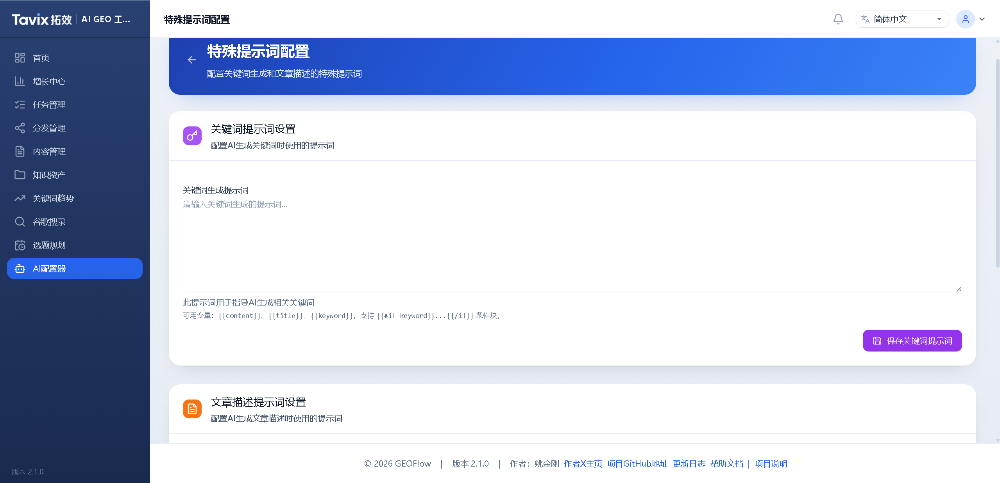 Tavix 拓效 AI GEO 工...
特殊提示词配置
简体中文
首页
增长中心
任务管理
分发管理
内容管理
知识资产
关键词趋势
谷歌搜录
选题规划
AI配置器
版本 2.1.0
特殊提示词配置
配置关键词生成和文章描述的特殊提示词
关键词提示词设置
配置AI生成关键词时使用的提示词
关键词生成提示词
请输入关键词生成的提示词...
此提示词用于指导AI生成相关关键词
可用变量：{{content}}、{{title}}、{{keyword}}。支持 {{#if keyword}}...{{/if}} 条件块。
保存关键词提示词
文章描述提示词设置
配置AI生成文章描述时使用的提示词
© 2026 GEOFlow | 版本 2.1.0 | 作者：姚金刚 作者X主页 项目GitHub地址 更新日志 帮助文档 | 项目说明